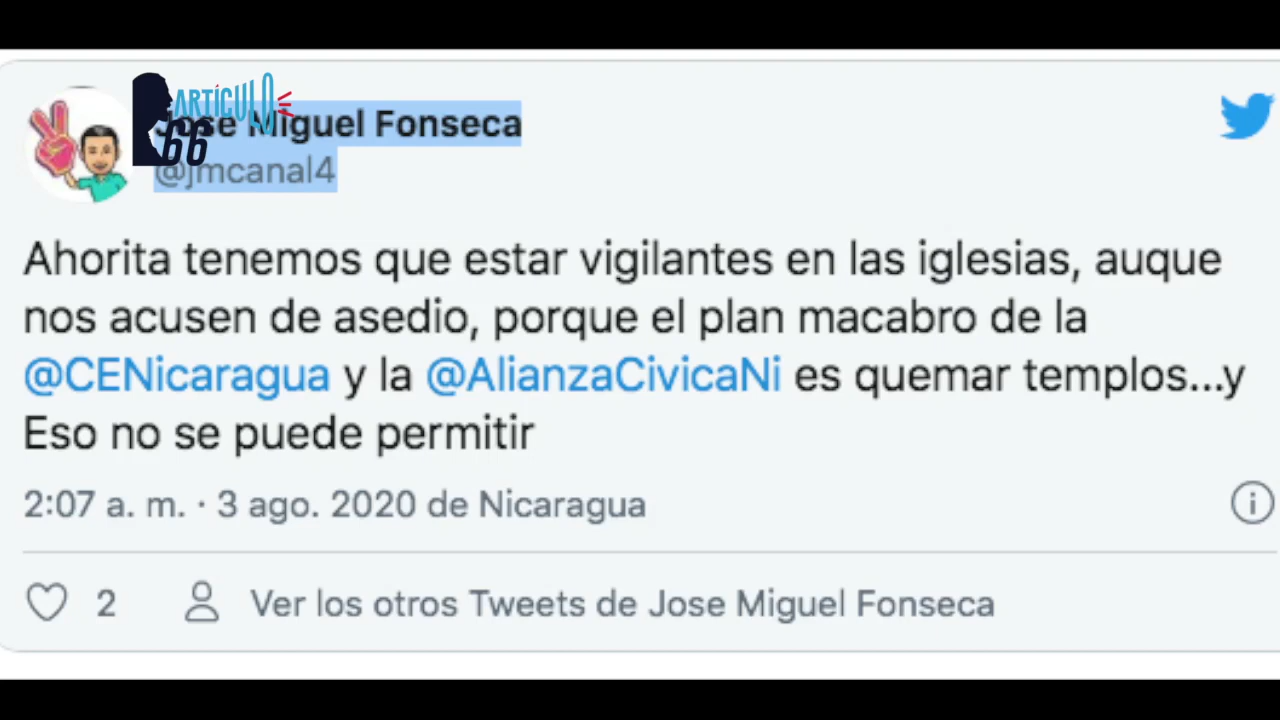 ARTÍCULO
66
Jose Miguel Fonseca
@jmcanal4
Ahorita tenemos que estar vigilantes en las iglesias, auque
nos acusen de asedio, porque el plan macabro de la
@CENicaragua y la @AlianzaCivicaNi es quemar templos...y
Eso no se puede permitir
2:07 a. m. · 3 ago. 2020 de Nicaragua
2
Ver los otros Tweets de Jose Miguel Fonseca